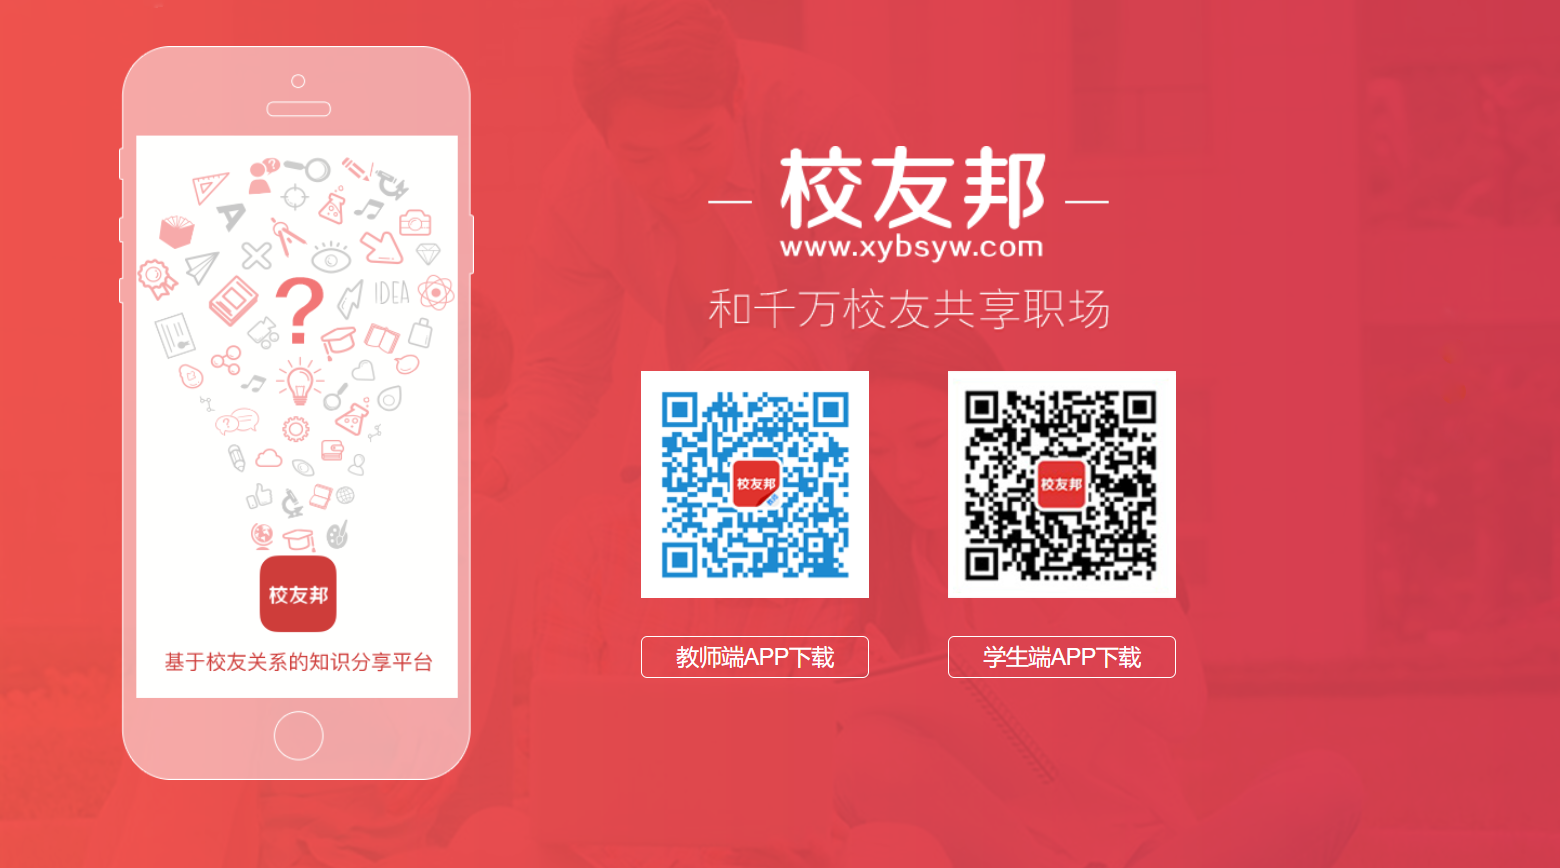 校友邦
www.xybsyw.com
和千万校友共享职场
A
?
IDEA
校友邦
基于校友关系的知识分享平台
校友邦
校友邦
教师端APP下载
学生端APP下载